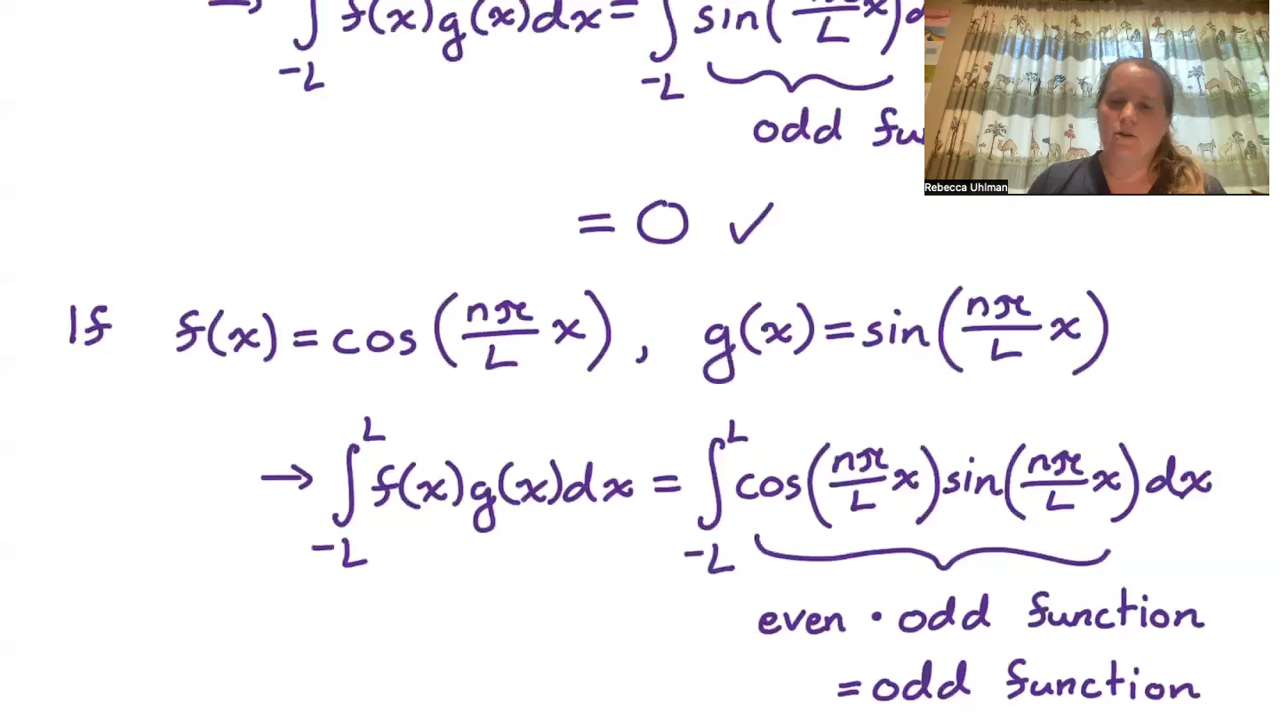 → ∫_{-L} f(x)g(x)dx = ∫_{-L} sin(nπ/L x)
odd
= 0 ✓
Rebecca Uhlman
If f(x) = cos(nπ/L x), g(x) = sin(nπ/L x)
→ ∫_{-L}^{L} f(x)g(x)dx = ∫_{-L}^{L} cos(nπ/L x) sin(nπ/L x) dx
even · odd function
= odd function